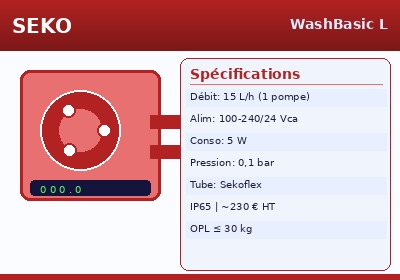 SEKO
WashBasic L
Spécifications
Débit: 15 L/h (1 pompe)
Alim: 100-240/24 Vca
Conso: 5 W
Pression: 0,1 bar
Tube: Sekoflex
IP65 | ~230 € HT
OPL ≤ 30 kg
000.0